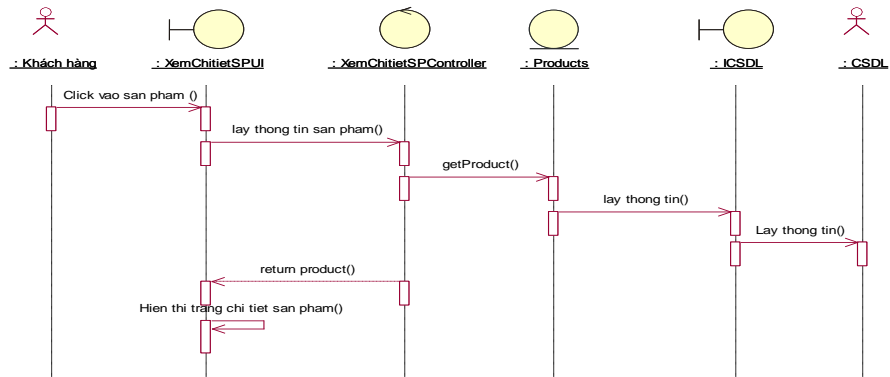 : Khách hàng
: XemChitietSPUI
: XemChitietSPController
: Products
: ICSDL
: CSDL
Click vao san pham ()
lay thong tin san pham()
getProduct()
lay thong tin()
Lay thong tin()
return product()
Hien thi trang chi tiet san pham()